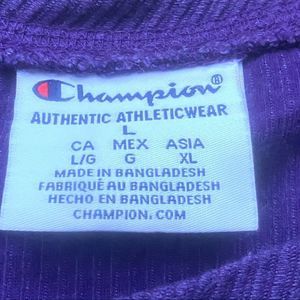 Champion®
AUTHENTIC ATHLETICWEAR
L
CA MEX ASIA
L/G G XL
MADE IN BANGLADESH
FABRIQUÉ AU BANGLADESH
HECHO EN BANGLADESH
CHAMPION.COM